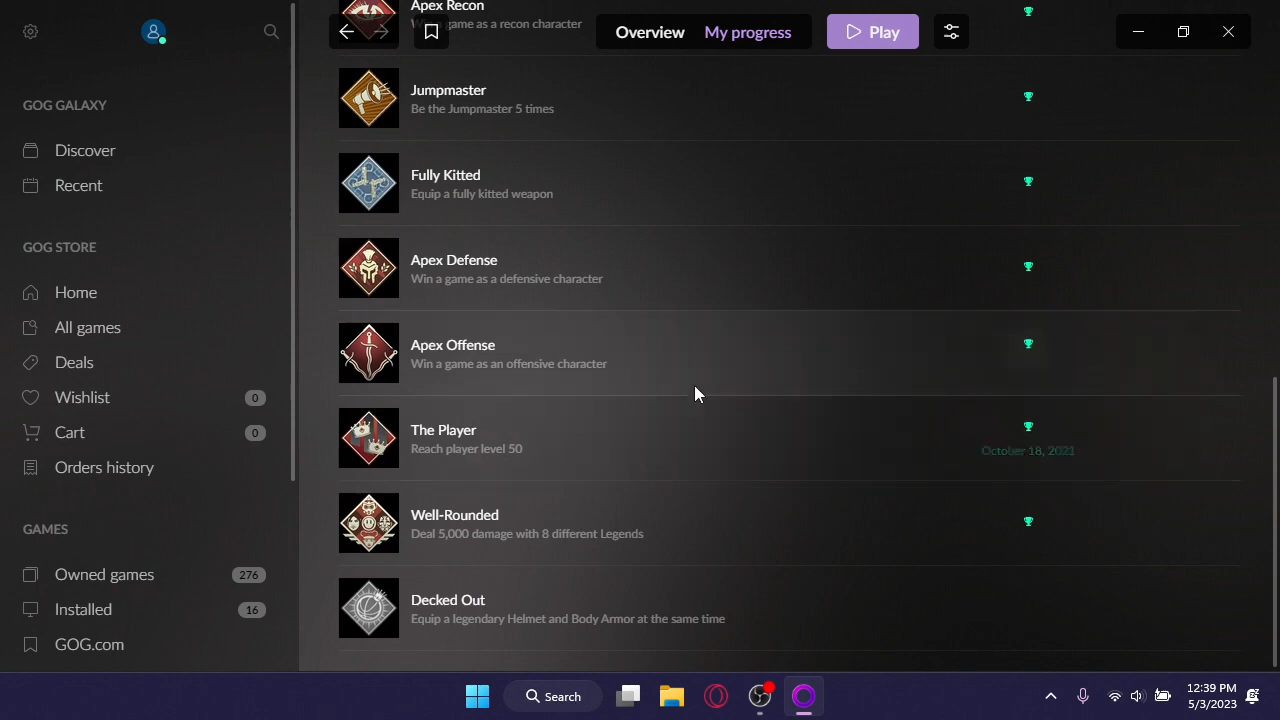 Apex Recon
game as a recon character
Overview
My progress
Play
GOG GALAXY
Discover
Recent
GOG STORE
Home
All games
Deals
Wishlist
0
Cart
0
Orders history
GAMES
Owned games
276
Installed
16
GOG.com
Jumpmaster
Be the Jumpmaster 5 times
Fully Kitted
Equip a fully kitted weapon
Apex Defense
Win a game as a defensive character
Apex Offense
Win a game as an offensive character
The Player
Reach player level 50
October 18, 2021
Well-Rounded
Deal 5,000 damage with 8 different Legends
Decked Out
Equip a legendary Helmet and Body Armor at the same time
Search
12:39 PM
5/3/2023